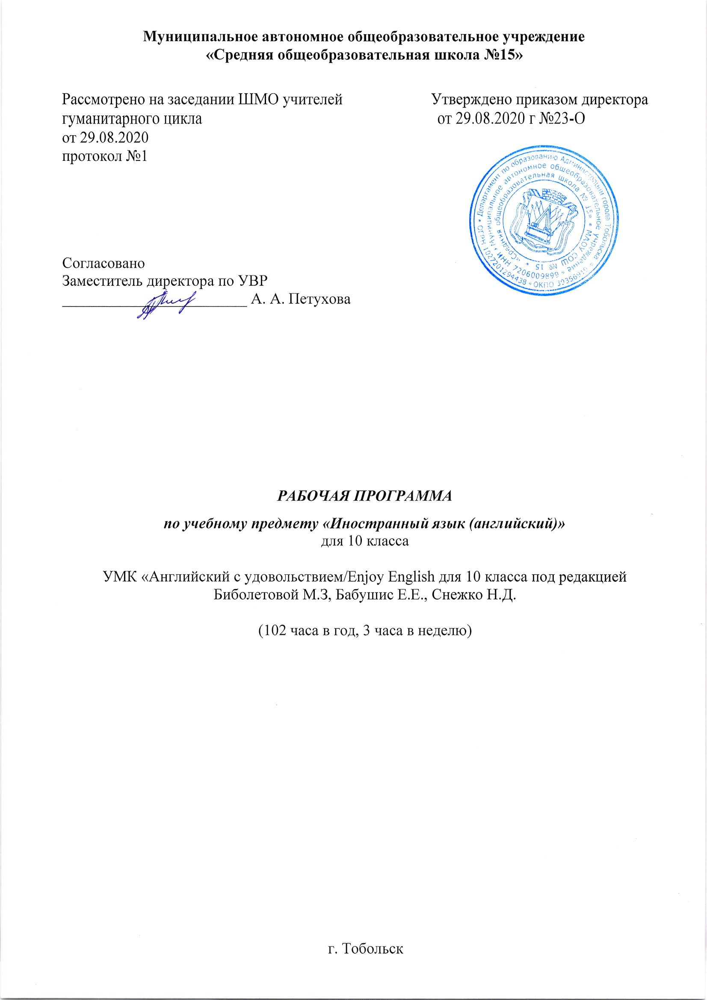 Муниципальное автономное общеобразовательное учреждение
«Средняя общеобразовательная школа №15»
Рассмотрено на заседании ШМО учителей
гуманитарного цикла
от 29.08.2020
протокол №1
Утверждено приказом директора
от 29.08.2020 г №23-О
* Департамент по образованию Администрации города Тобольска *
ОГРН 1027201294438 * ОКПО 39356919
Муниципальное автономное общеобразовательное учреждение * ИНН 7206009899 *
«Средняя общеобразовательная школа № 15» * МАОУ СОШ № 15 *
Согласовано
Заместитель директора по УВР
А. А. Петухова
РАБОЧАЯ ПРОГРАММА
по учебному предмету «Иностранный язык (английский)»
для 10 класса
УМК «Английский с удовольствием/Enjoy English для 10 класса под редакцией
Биболетовой М.З, Бабушис Е.Е., Снежко Н.Д.
(102 часа в год, 3 часа в неделю)
г. Тобольск